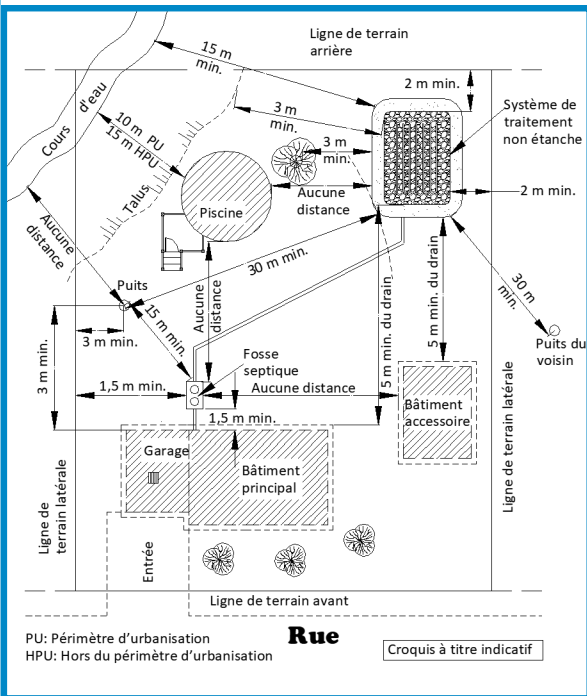 Ligne de terrain
arrière
15 m
min.
2 m min.
Cours d'eau
10 m PU
15 m HPU
3 m
min.
Système de
traitement
non étanche
3 m
min.
Talus
Piscine
Aucune
distance
2 m min.
Aucune
distance
30 m min.
30 m
min.
Puits
15 m min.
Aucune
distance
5 m min. du drain
5 m min. du drain
Puits du
voisin
3 m min.
3 m min.
Fosse
septique
1,5 m min.
Aucune distance
1,5 m min.
Bâtiment
accessoire
Garage
Bâtiment
principal
Ligne de
terrain latérale
Ligne de terrain latérale
Entrée
Ligne de terrain avant
Rue
PU: Périmètre d'urbanisation
HPU: Hors du périmètre d'urbanisation
Croquis à titre indicatif